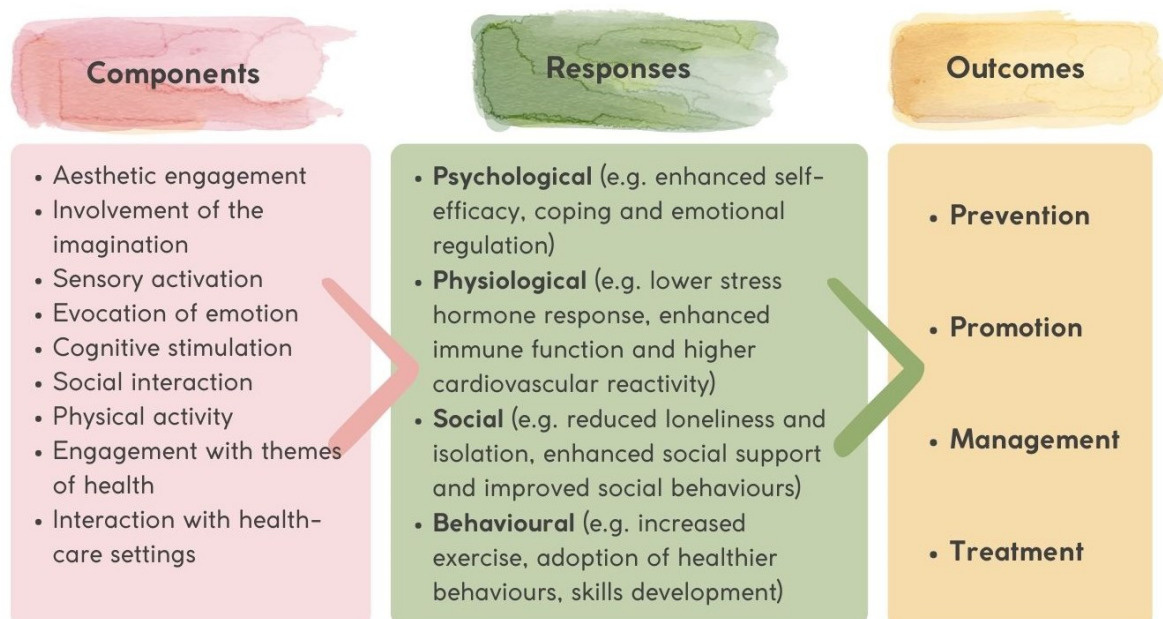 Components
• Aesthetic engagement
• Involvement of the
imagination
• Sensory activation
• Evocation of emotion
• Cognitive stimulation
• Social interaction
• Physical activity
• Engagement with themes
of health
• Interaction with health-
care settings
Responses
• Psychological (e.g. enhanced self-
efficacy, coping and emotional
regulation)
• Physiological (e.g. lower stress
hormone response, enhanced
immune function and higher
cardiovascular reactivity)
• Social (e.g. reduced loneliness and
isolation, enhanced social support
and improved social behaviours)
• Behavioural (e.g. increased
exercise, adoption of healthier
behaviours, skills development)
Outcomes
• Prevention
• Promotion
• Management
• Treatment